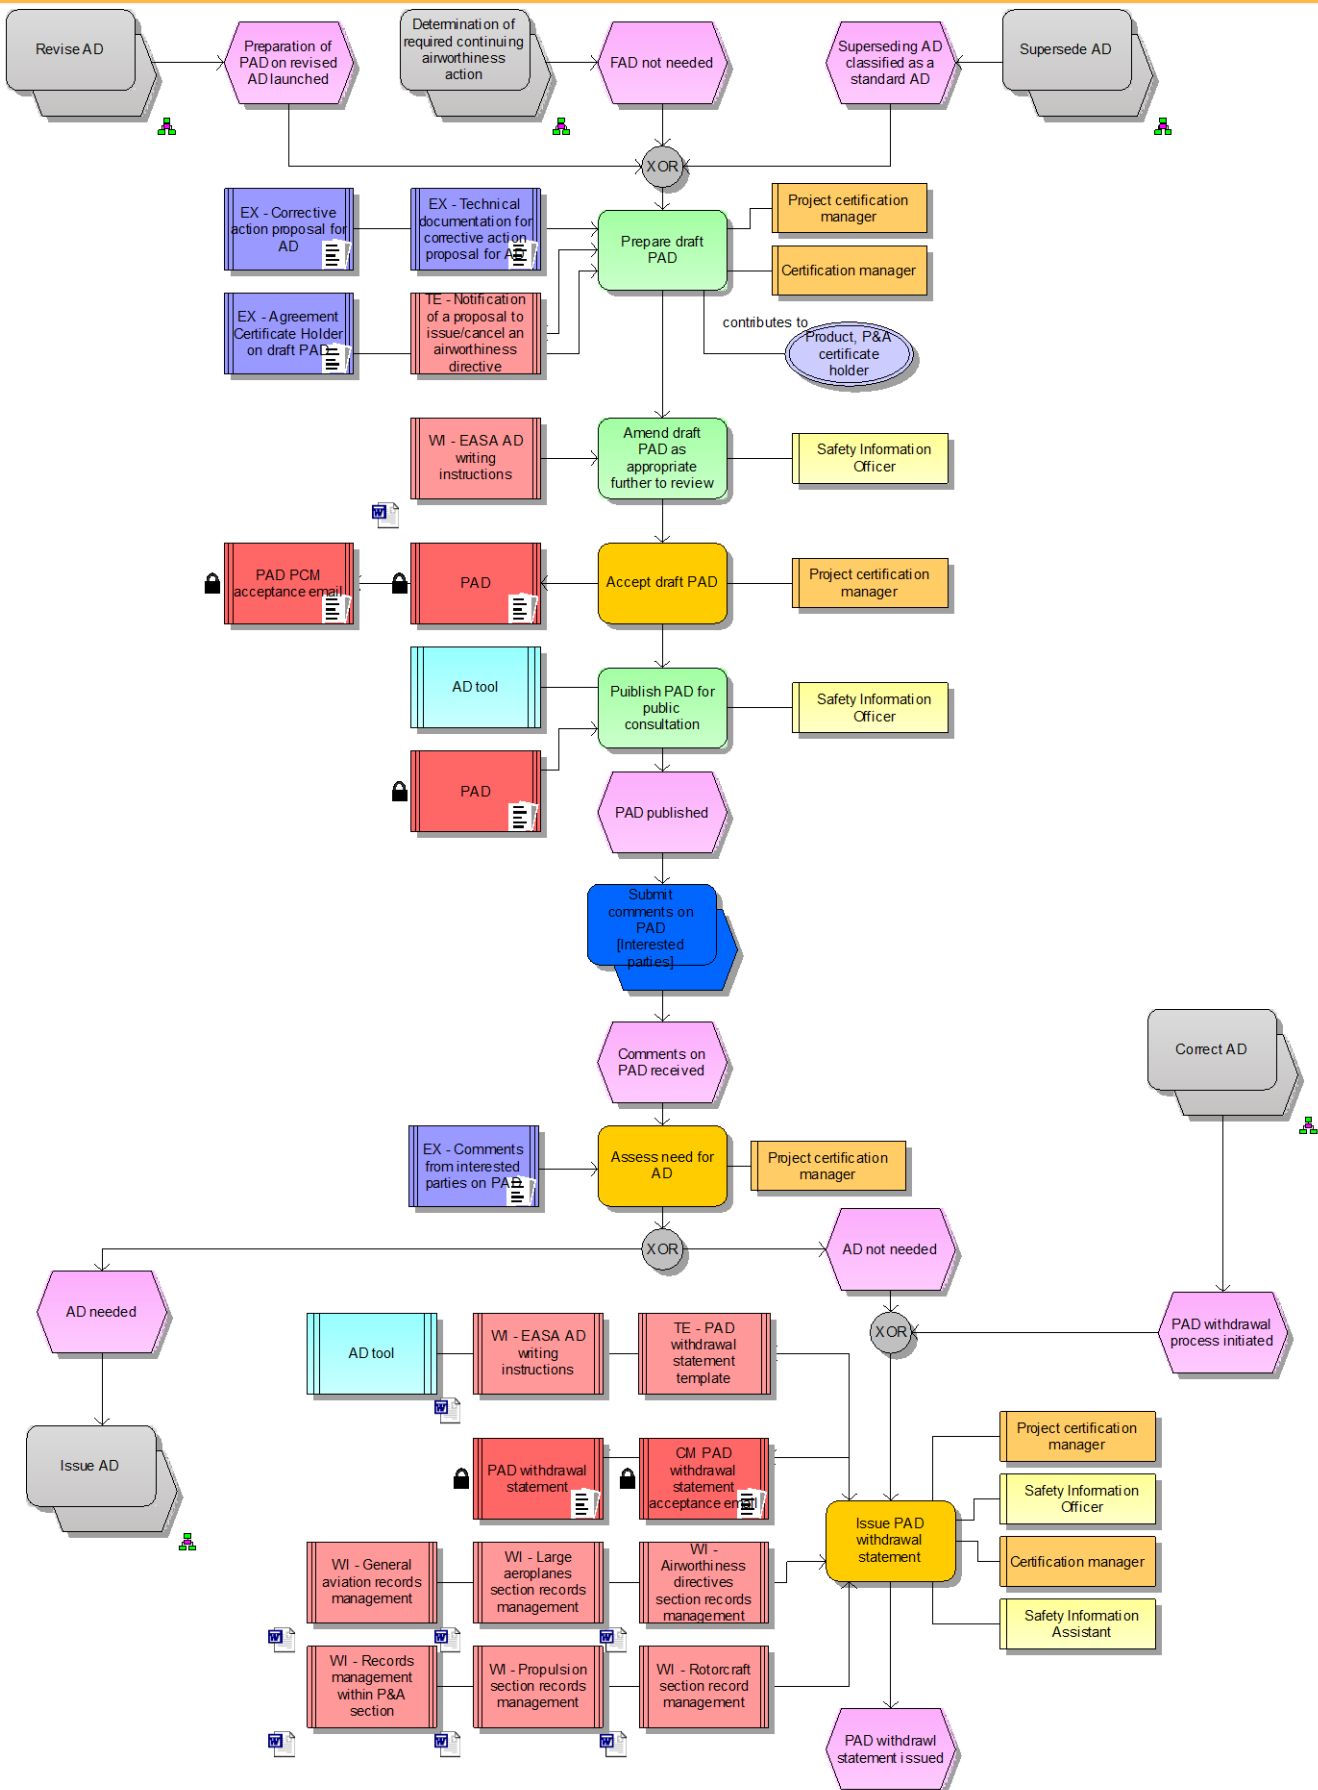 Revise AD
Preparation of
PAD on revised
AD launched
Determination of
required continuing
airworthiness
action
FAD not needed
Superseding AD
classified as a
standard AD
Supersede AD
XOR
EX - Corrective
action proposal for
AD
EX - Technical
documentation for
corrective action
proposal for AD
Prepare draft
PAD
Project certification
manager
Certification manager
EX - Agreement
Certificate Holder
on draft PAD
TE - Notification
of a proposal to
issue/cancel an
airworthiness
directive
contributes to
Product, P&A
certificate
holder
WI - EASA AD
writing
instructions
Amend draft
PAD as
appropriate
further to review
Safety Information
Officer
PAD PCM
acceptance email
PAD
Accept draft PAD
Project certification
manager
AD tool
Puiblish PAD for
public
consultation
Safety Information
Officer
PAD
PAD published
Submit
comments on
PAD
[Interested
parties]
Comments on
PAD received
Correct AD
EX - Comments
from interested
parties on PAD
Assess need for
AD
Project certification
manager
XOR
AD not needed
AD needed
XOR
PAD withdrawal
process initiated
AD tool
WI - EASA AD
writing
instructions
TE - PAD
withdrawal
statement
template
Issue AD
PAD withdrawal
statement
CM PAD
withdrawal
statement
acceptance email
Project certification
manager
Safety Information
Officer
Issue PAD
withdrawal
statement
Certification manager
Safety Information
Assistant
WI - General
aviation records
management
WI - Large
aeroplanes
section records
management
WI -
Airworthiness
directives
section records
management
WI - Records
management
within P&A
section
WI - Propulsion
section records
management
WI - Rotorcraft
section record
management
PAD withdrawl
statement issued